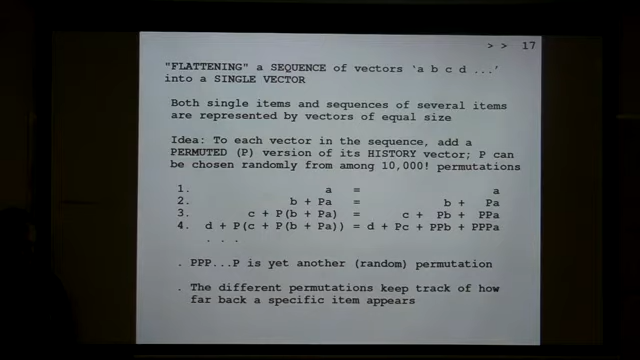 > > 17
"FLATTENING" a SEQUENCE of vectors 'a b c d ...'
into a SINGLE VECTOR
Both single items and sequences of several items
are represented by vectors of equal size
Idea: To each vector in the sequence, add a
PERMUTED (P) version of its HISTORY vector; P can
be chosen randomly from among 10,000! permutations
1. a = a
2. b + Pa = b + Pa
3. c + P(b + Pa) = c + Pb + PPa
4. d + P(c + P(b + Pa)) = d + Pc + PPb + PPPa
. . .
. PPP...P is yet another (random) permutation
. The different permutations keep track of how
far back a specific item appears